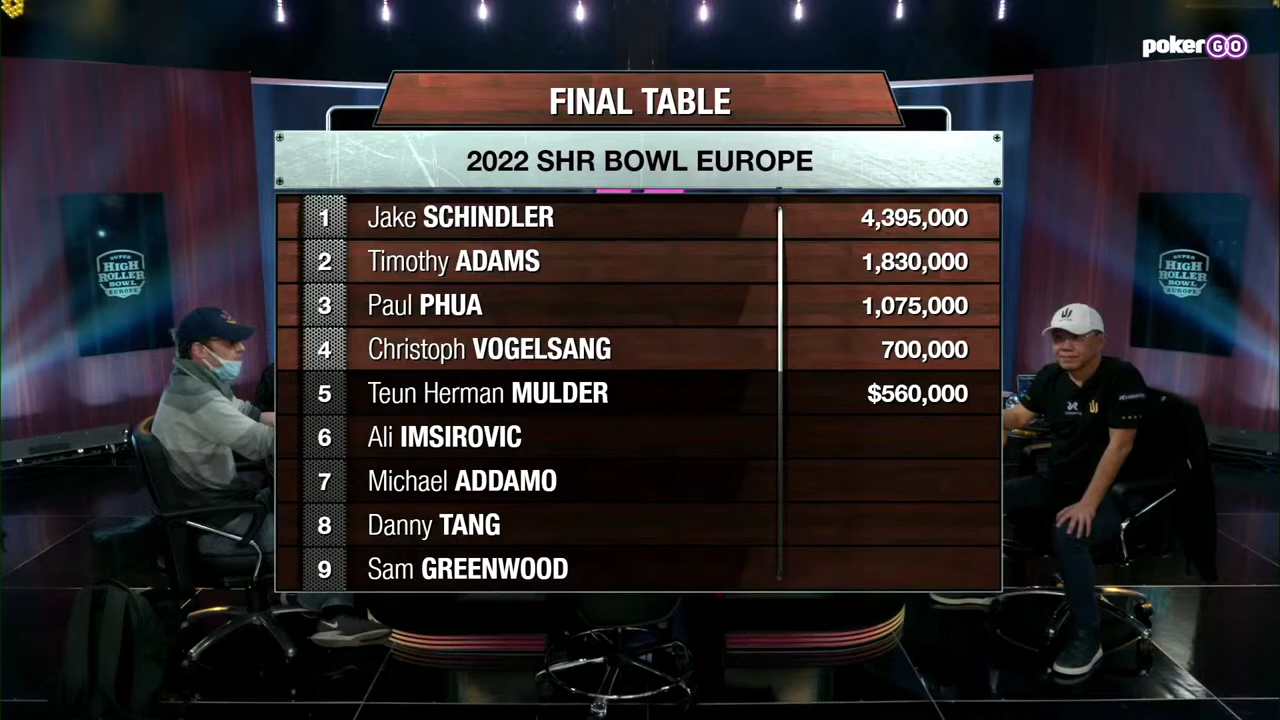 pokerGO
FINAL TABLE
2022 SHR BOWL EUROPE
1 Jake SCHINDLER 4,395,000
2 Timothy ADAMS 1,830,000
3 Paul PHUA 1,075,000
4 Christoph VOGELSANG 700,000
5 Teun Herman MULDER $560,000
6 Ali IMSIROVIC
7 Michael ADDAMO
8 Danny TANG
9 Sam GREENWOOD
SUPER
HIGH
ROLLER
BOWL
EUROPE
SUPER
HIGH
ROLLER
BOWL
EUROPE